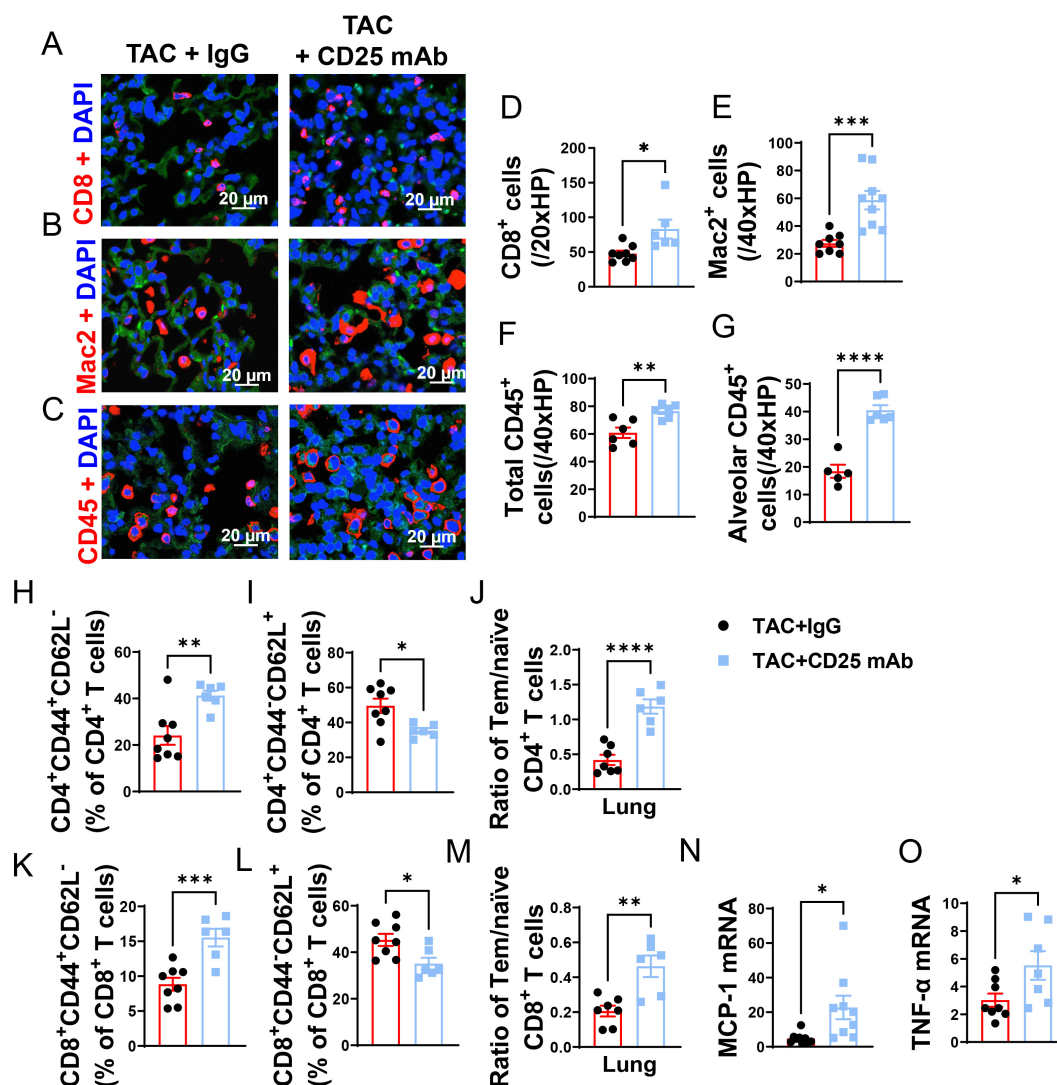 A
TAC + IgG
TAC
+ CD25 mAb
CD8 + DAPI
20 µm
20 µm
B
Mac2 + DAPI
20 µm
20 µm
C
CD45 + DAPI
20 µm
20 µm
D
CD8⁺ cells
(/20xHP)
200
150
100
50
0
*
E
Mac2⁺ cells
(/40xHP)
100
80
60
40
20
0
***
F
Total CD45⁺
cells(/40xHP)
100
80
60
40
20
0
**
G
Alveolar CD45⁺
cells(/40xHP)
50
40
30
20
10
0
****
H
CD4⁺CD44⁺CD62L⁻
(% of CD4⁺ T cells)
60
40
20
0
**
I
CD4⁺CD44⁻CD62L⁺
(% of CD4⁺ T cells)
80
60
40
20
0
*
J
Ratio of Tem/naïve
CD4⁺ T cells
2.0
1.5
1.0
0.5
0.0
****
Lung
TAC+IgG
TAC+CD25 mAb
K
CD8⁺CD44⁺CD62L⁻
(% of CD8⁺ T cells)
20
15
10
5
0
***
L
CD8⁺CD44⁻CD62L⁺
(% of CD8⁺ T cells)
60
40
20
0
*
M
Ratio of Tem/naïve
CD8⁺ T cells
0.8
0.6
0.4
0.2
0.0
**
Lung
N
MCP-1 mRNA
80
60
40
20
0
*
O
TNF-α mRNA
10
8
6
4
2
0
*